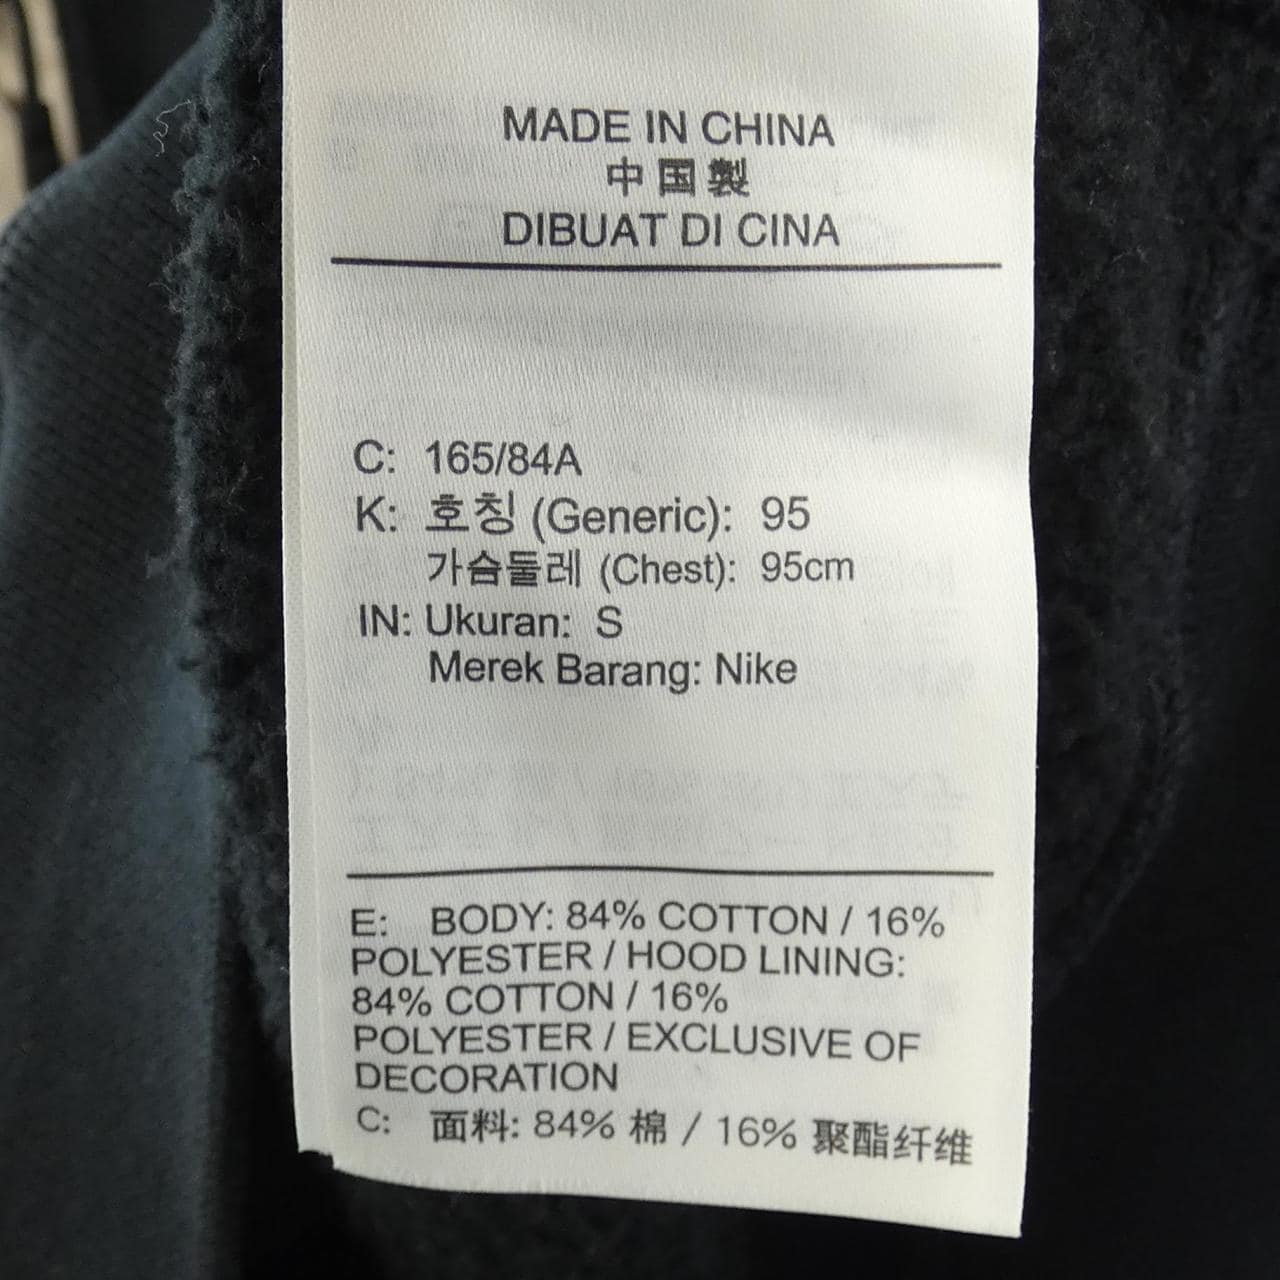 MADE IN CHINA
中国製
DIBUAT DI CINA
C: 165/84A
K: 호칭 (Generic): 95
가슴둘레 (Chest): 95cm
IN: Ukuran: S
Merek Barang: Nike
E: BODY: 84% COTTON / 16%
POLYESTER / HOOD LINING:
84% COTTON / 16%
POLYESTER / EXCLUSIVE OF
DECORATION
C: 面料: 84% 棉 / 16% 聚酯纤维